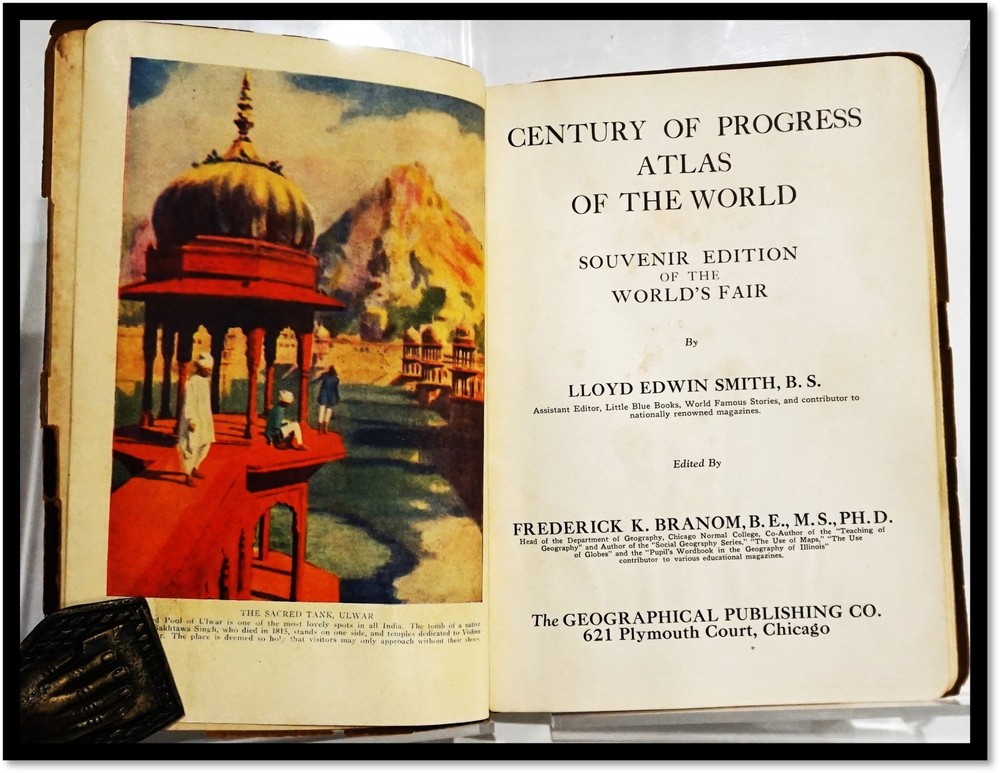 THE SACRED TANK, ULWAR
d Pool of Ulwar is one of the most lovely spots in all India. The tomb of a native
akhtawa Singh, who died in 1815, stands on one side, and temples dedicated to Vishnu
r. The place is deemed so holy that visitors may only approach without their shoes.
CENTURY OF PROGRESS
ATLAS
OF THE WORLD
SOUVENIR EDITION
OF THE
WORLD'S FAIR
By
LLOYD EDWIN SMITH, B. S.
Assistant Editor, Little Blue Books, World Famous Stories, and contributor to
nationally renowned magazines.
Edited By
FREDERICK K. BRANOM, B. E., M. S., PH. D.
Head of the Department of Geography, Chicago Normal College, Co-Author of the "Teaching of
Geography" and Author of the "Social Geography Series," "The Use of Maps," "The Use
of Globes" and the "Pupil's Wordbook in the Geography of Illinois"
contributor to various educational magazines.
The GEOGRAPHICAL PUBLISHING CO.
621 Plymouth Court, Chicago